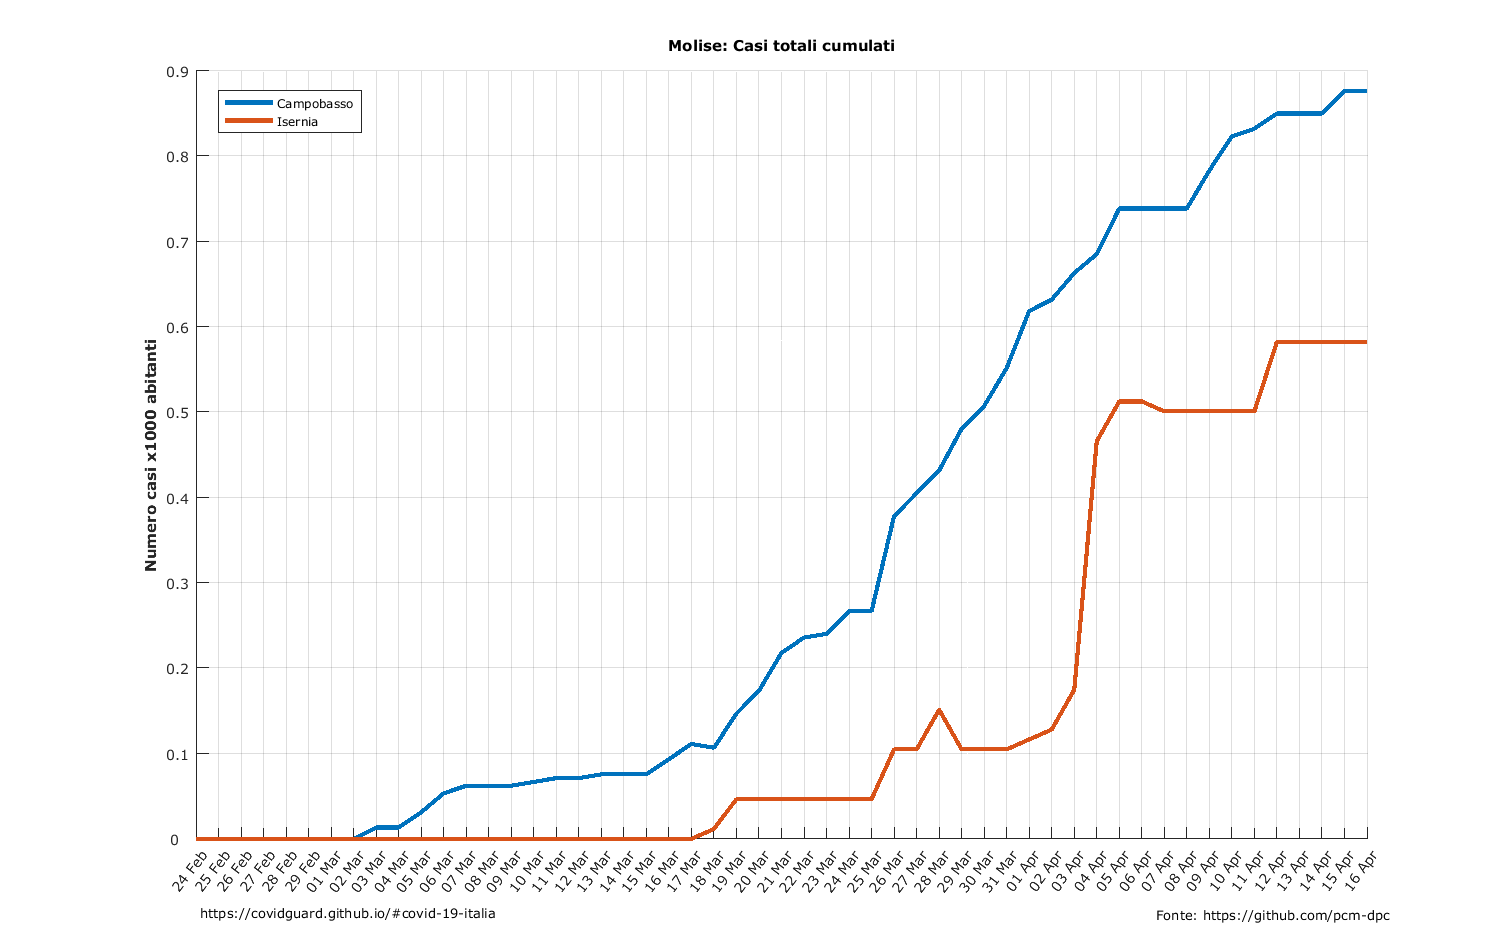 Molise: Casi totali cumulati
Numero casi x1000 abitanti
0.9
0.8
0.7
0.6
0.5
0.4
0.3
0.2
0.1
0
Campobasso
Isernia
24 Feb
25 Feb
26 Feb
27 Feb
28 Feb
29 Feb
01 Mar
02 Mar
03 Mar
04 Mar
05 Mar
06 Mar
07 Mar
08 Mar
09 Mar
10 Mar
11 Mar
12 Mar
13 Mar
14 Mar
15 Mar
16 Mar
17 Mar
18 Mar
19 Mar
20 Mar
21 Mar
22 Mar
23 Mar
24 Mar
25 Mar
26 Mar
27 Mar
28 Mar
29 Mar
30 Mar
31 Mar
01 Apr
02 Apr
03 Apr
04 Apr
05 Apr
06 Apr
07 Apr
08 Apr
09 Apr
10 Apr
11 Apr
12 Apr
13 Apr
14 Apr
15 Apr
16 Apr
https://covidguard.github.io/#covid-19-italia
Fonte: https://github.com/pcm-dpc